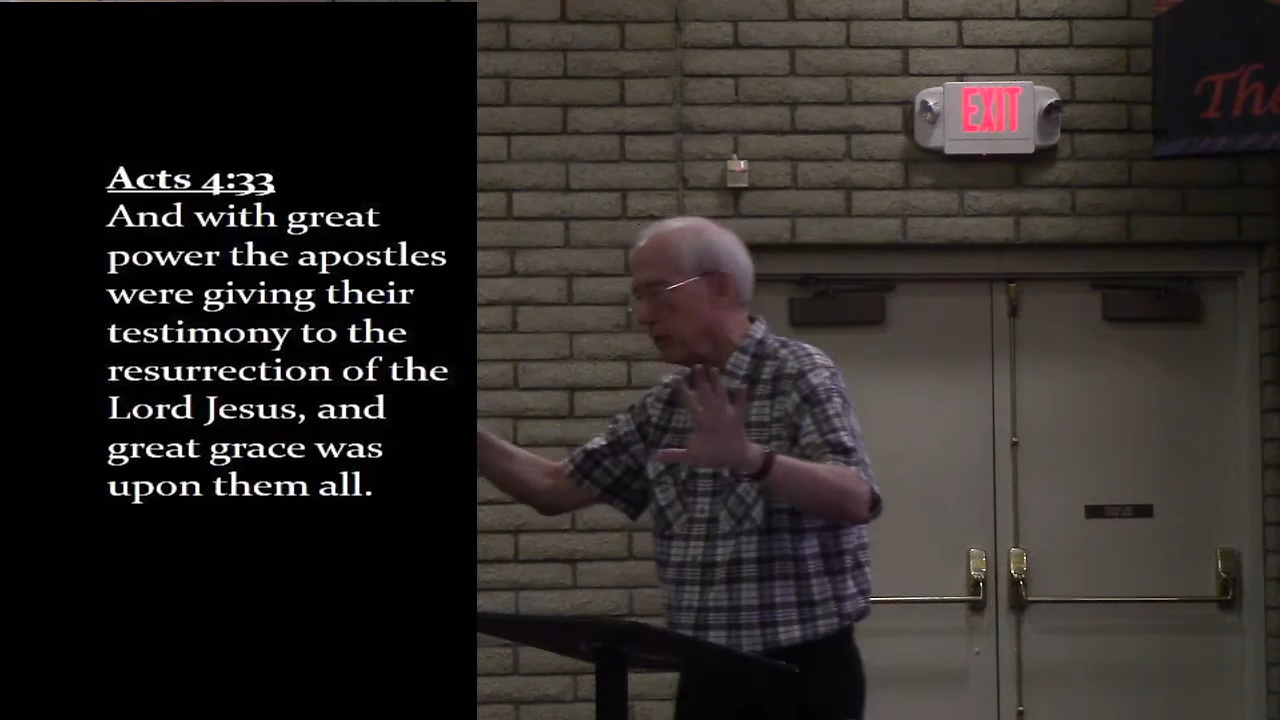 Acts 4:33
And with great
power the apostles
were giving their
testimony to the
resurrection of the
Lord Jesus, and
great grace was
upon them all.
EXIT